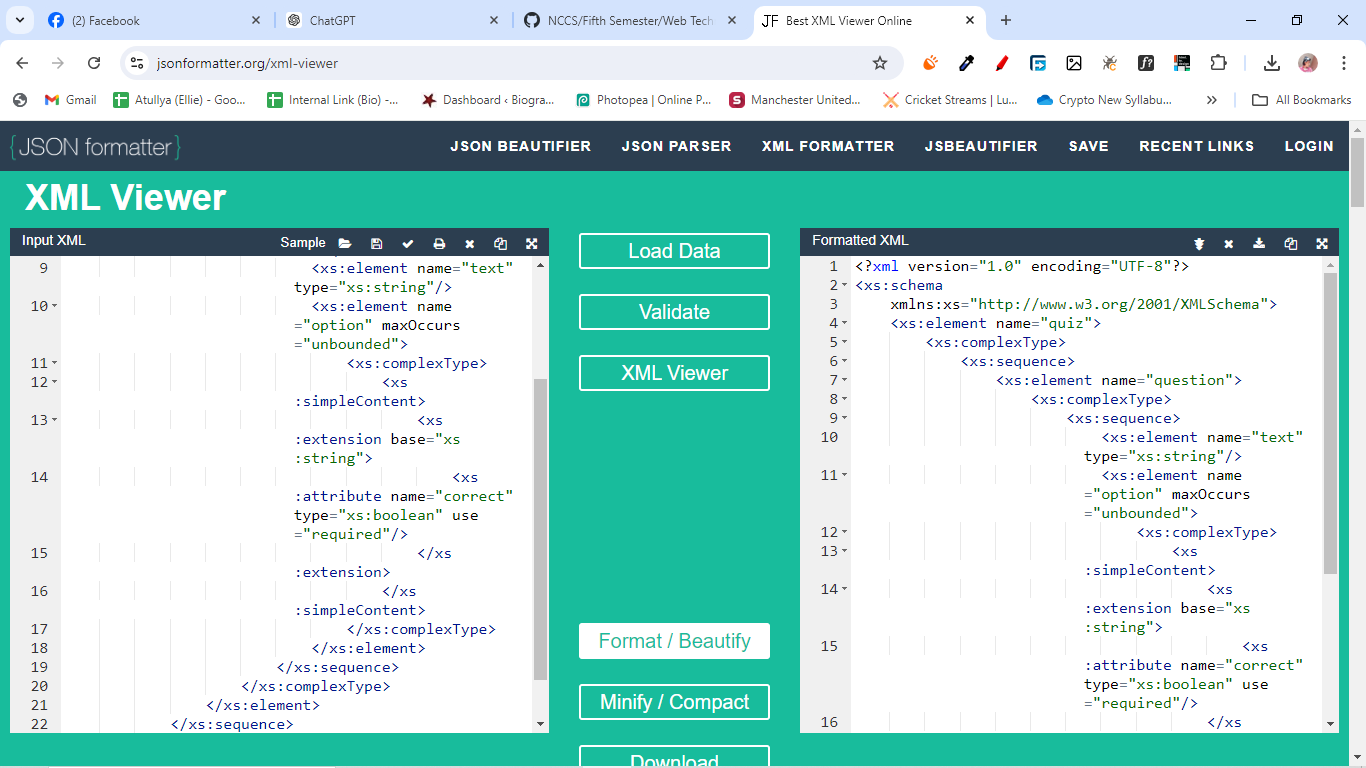 (2) Facebook
ChatGPT
NCCS/Fifth Semester/Web Tech
JF Best XML Viewer Online
jsonformatter.org/xml-viewer
f?
Gmail
Atullya (Ellie) - Goo...
Internal Link (Bio) -...
Dashboard ‹ Biogra...
Photopea | Online P...
Manchester United...
Cricket Streams | Lu...
Crypto New Syllabu...
All Bookmarks
{JSON formatter}
JSON BEAUTIFIER
JSON PARSER
XML FORMATTER
JSBEAUTIFIER
SAVE
RECENT LINKS
LOGIN
XML Viewer
Input XML
Sample
9 <xs:element name="text"
type="xs:string"/>
10 <xs:element name
="option" maxOccurs
="unbounded">
11 <xs:complexType>
12 <xs
:simpleContent>
13 <xs
:extension base="xs
:string">
14 <xs
:attribute name="correct"
type="xs:boolean" use
="required"/>
15 </xs
:extension>
16 </xs
:simpleContent>
17 </xs:complexType>
18 </xs:element>
19 </xs:sequence>
20 </xs:complexType>
21 </xs:element>
22 </xs:sequence>
Load Data
Validate
XML Viewer
Format / Beautify
Minify / Compact
Download
Formatted XML
1 <?xml version="1.0" encoding="UTF-8"?>
2 <xs:schema
3 xmlns:xs="http://www.w3.org/2001/XMLSchema">
4 <xs:element name="quiz">
5 <xs:complexType>
6 <xs:sequence>
7 <xs:element name="question">
8 <xs:complexType>
9 <xs:sequence>
10 <xs:element name="text"
type="xs:string"/>
11 <xs:element name
="option" maxOccurs
="unbounded">
12 <xs:complexType>
13 <xs
:simpleContent>
14 <xs
:extension base="xs
:string">
15 <xs
:attribute name="correct"
type="xs:boolean" use
="required"/>
16 </xs